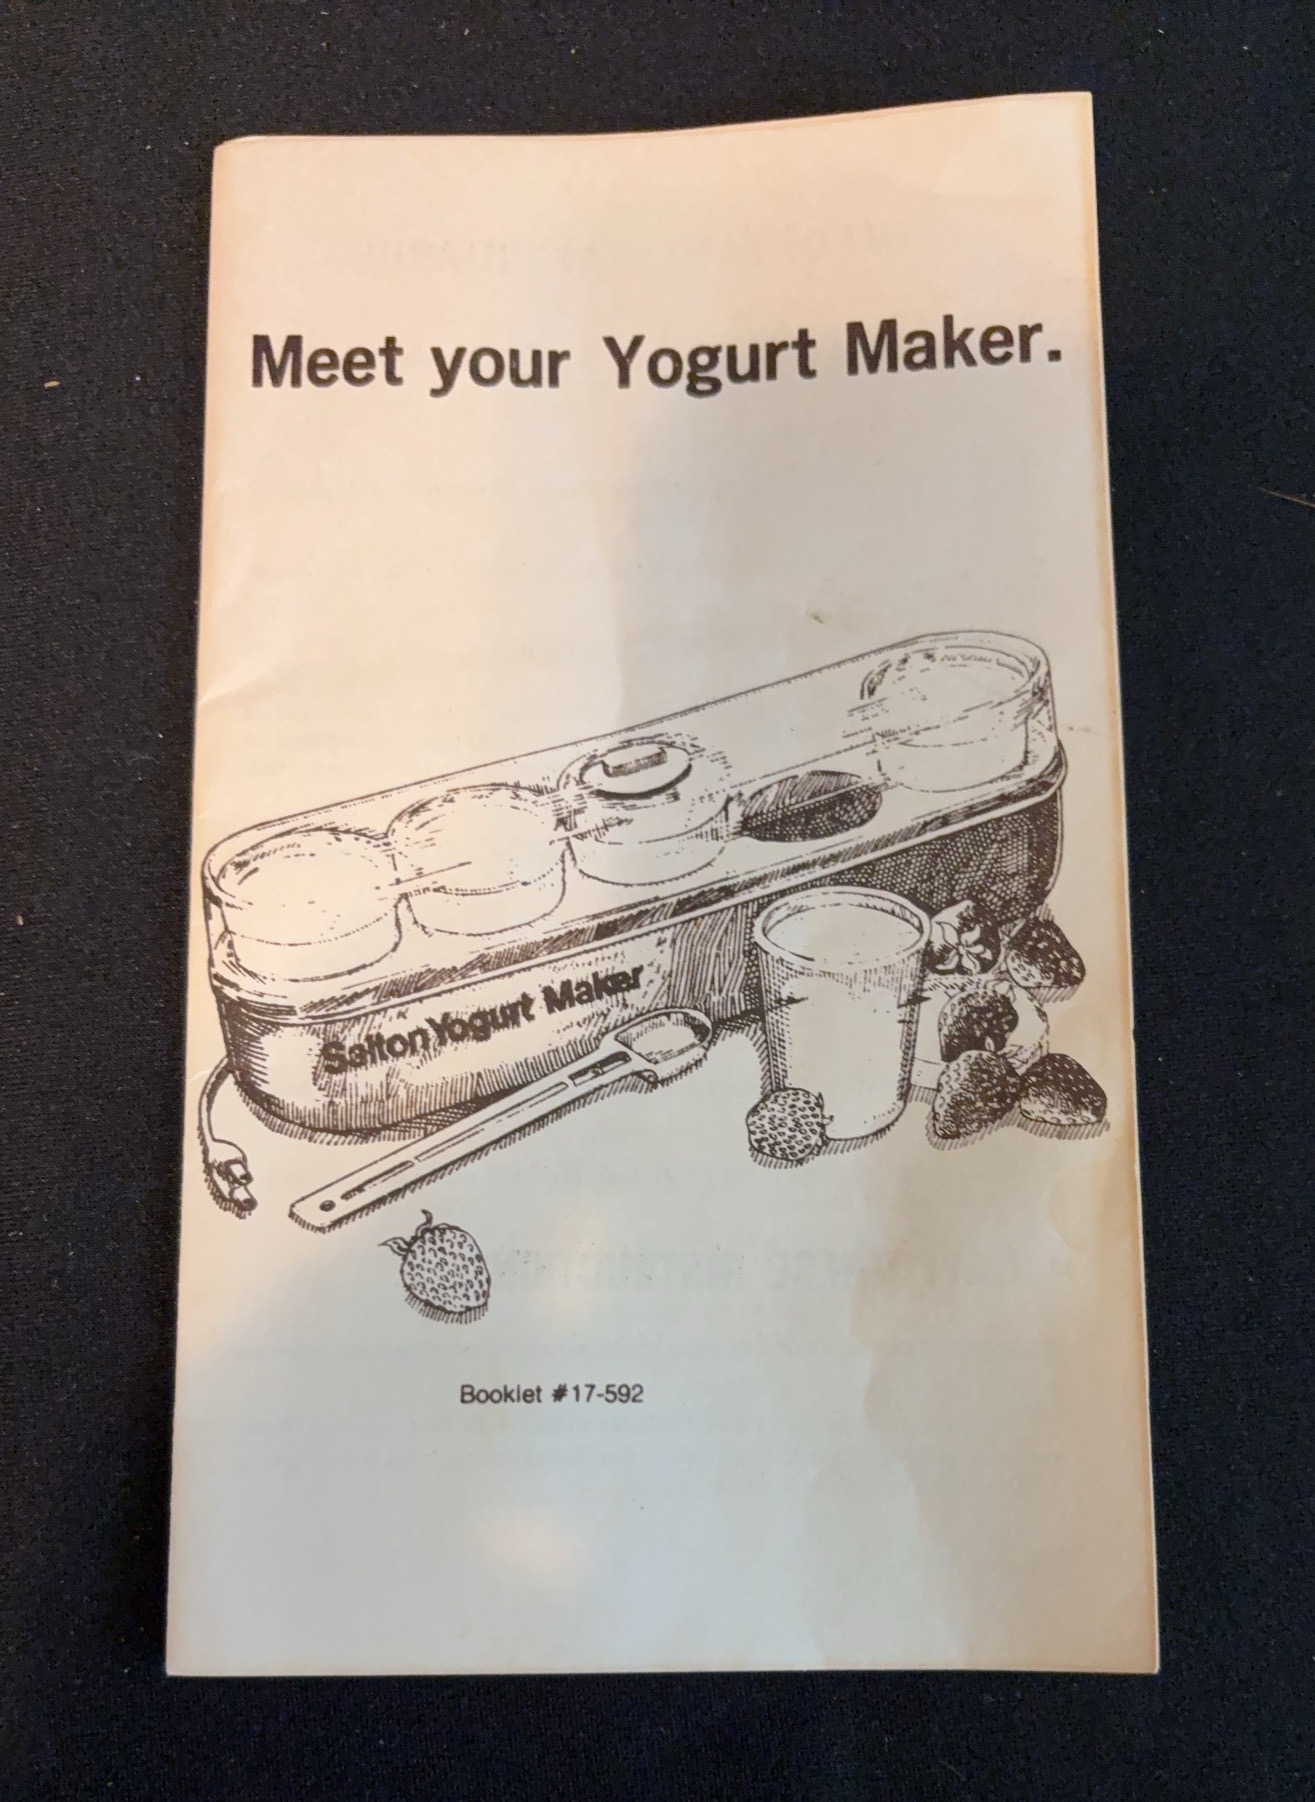 Meet your Yogurt Maker.
Salton Yogurt Maker
Booklet #17-592